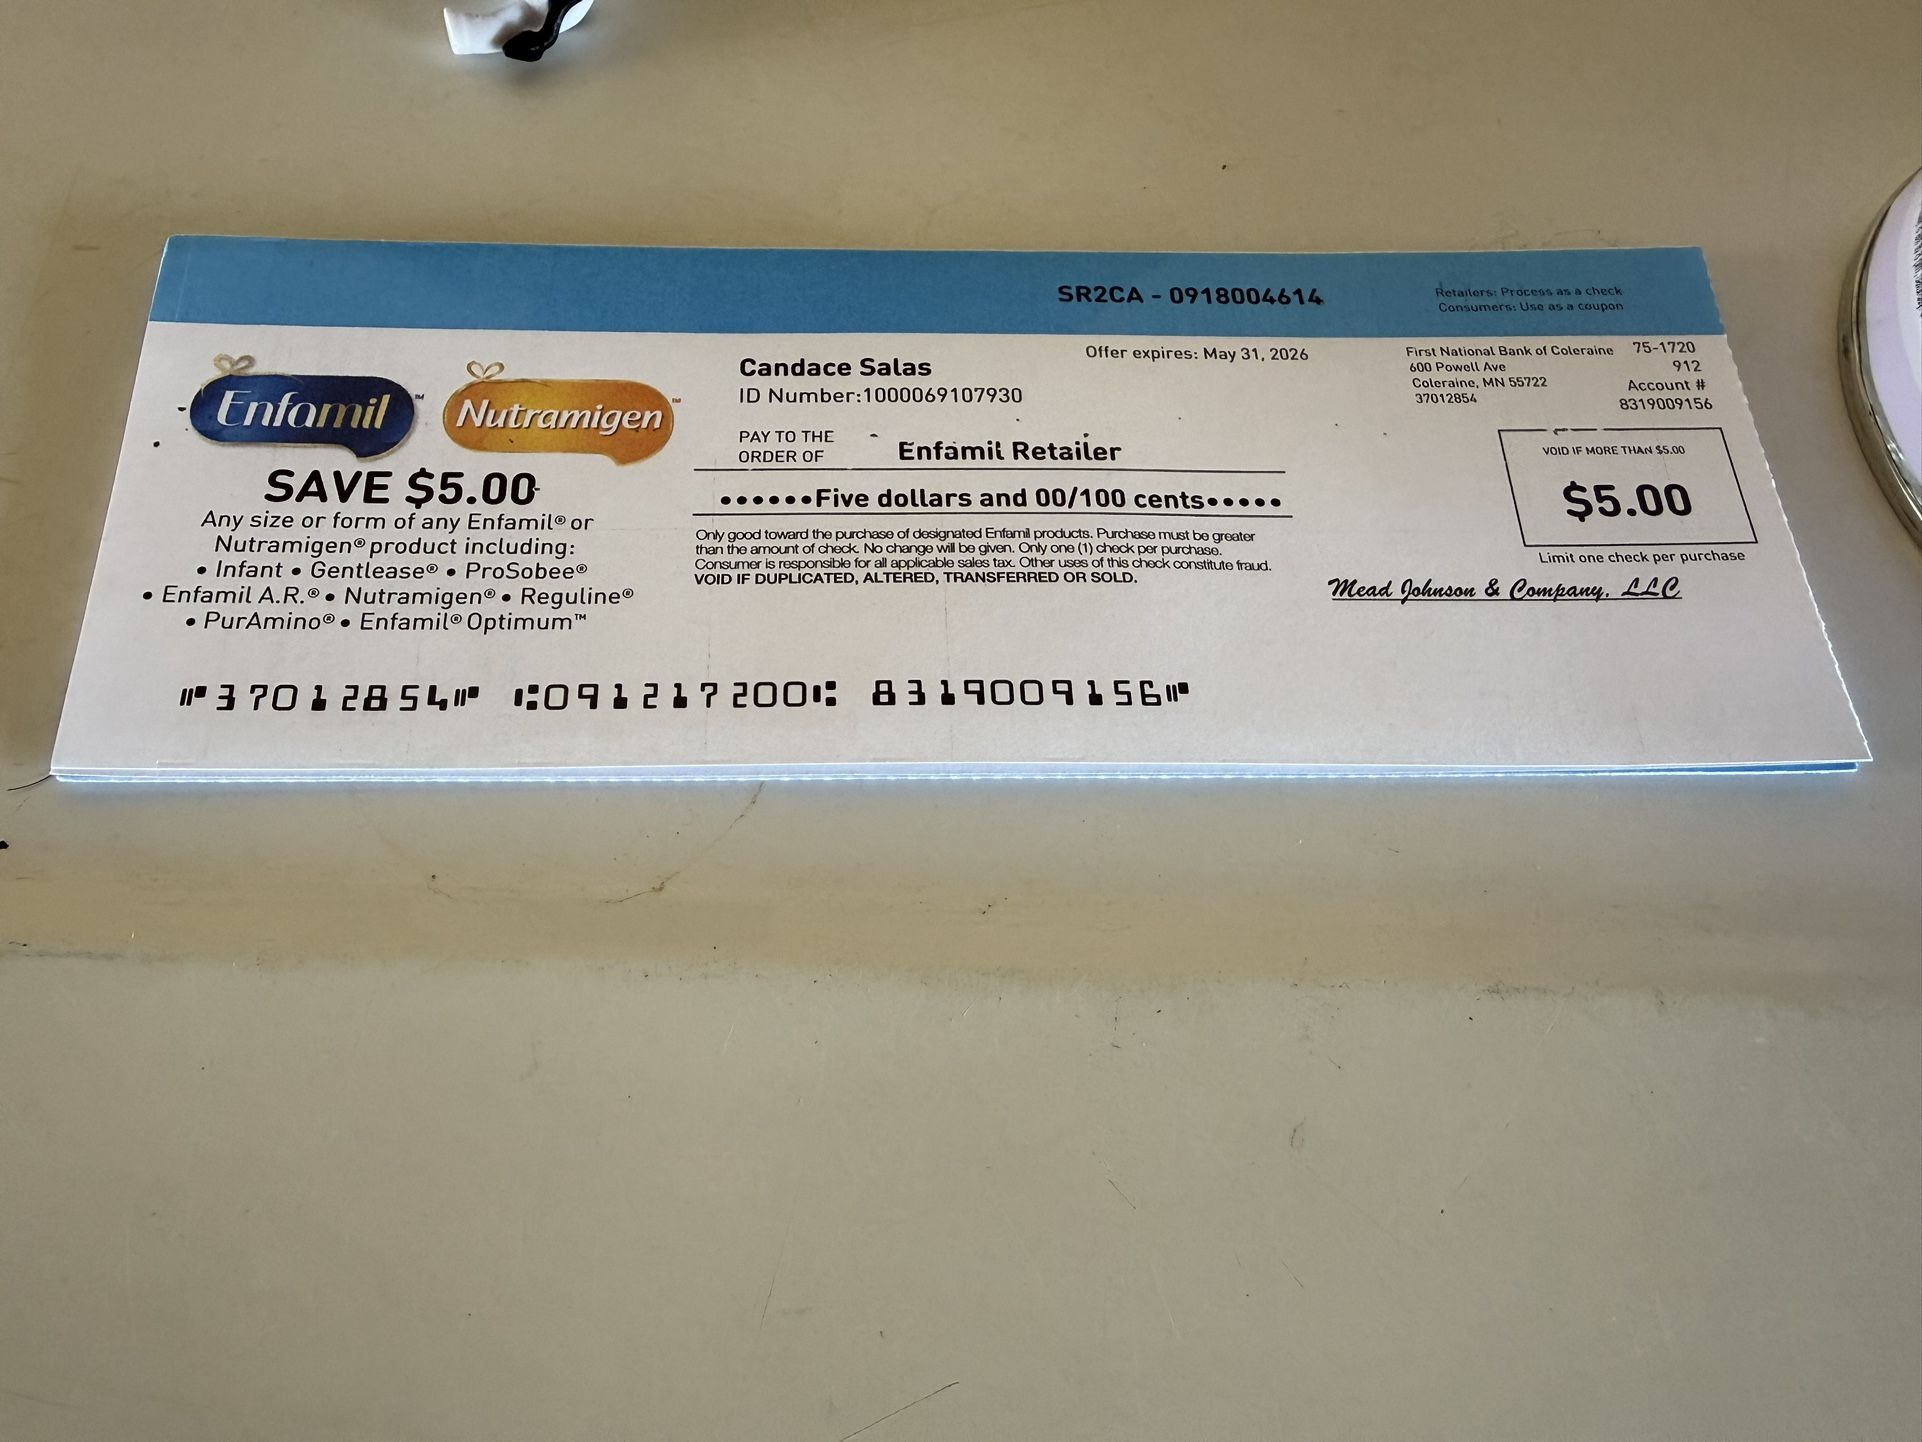 SR2CA - 0918004614
Retailers: Process as a check
Consumers: Use as a coupon
Enfamil™
Nutramigen™
SAVE $5.00
Any size or form of any Enfamil® or
Nutramigen® product including:
• Infant • Gentlease® • ProSobee®
• Enfamil A.R.® • Nutramigen® • Reguline®
• PurAmino® • Enfamil® Optimum™
Candace Salas
ID Number:1000069107930
Offer expires: May 31, 2026
First National Bank of Coleraine
600 Powell Ave
Coleraine, MN 55722
37012854
75-1720
912
Account #
8319009156
PAY TO THE
ORDER OF
Enfamil Retailer
••••••Five dollars and 00/100 cents•••••
Only good toward the purchase of designated Enfamil products. Purchase must be greater
than the amount of check. No change will be given. Only one (1) check per purchase.
Consumer is responsible for all applicable sales tax. Other uses of this check constitute fraud.
VOID IF DUPLICATED, ALTERED, TRANSFERRED OR SOLD.
VOID IF MORE THAN $5.00
$5.00
Limit one check per purchase
Mead Johnson & Company, LLC
⑈37012854⑈ ⑆091217200⑆ 8319009156⑈